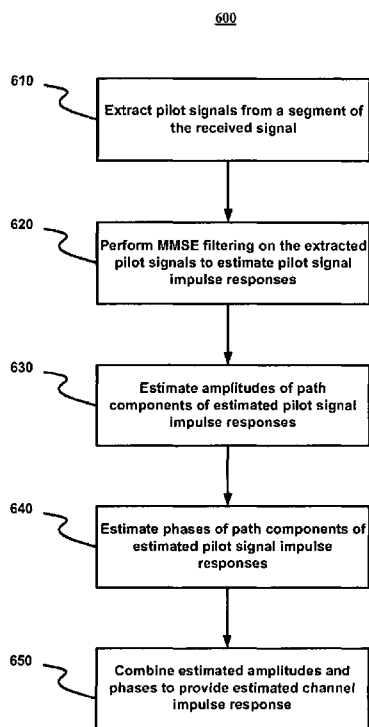 600
610
Extract pilot signals from a segment of
the received signal
620
Perform MMSE filtering on the extracted
pilot signals to estimate pilot signal
impulse responses
630
Estimate amplitudes of path
components of estimated pilot signal
impulse responses
640
Estimate phases of path components of
estimated pilot signal impulse
responses
650
Combine estimated amplitudes and
phases to provide estimated channel
impulse response